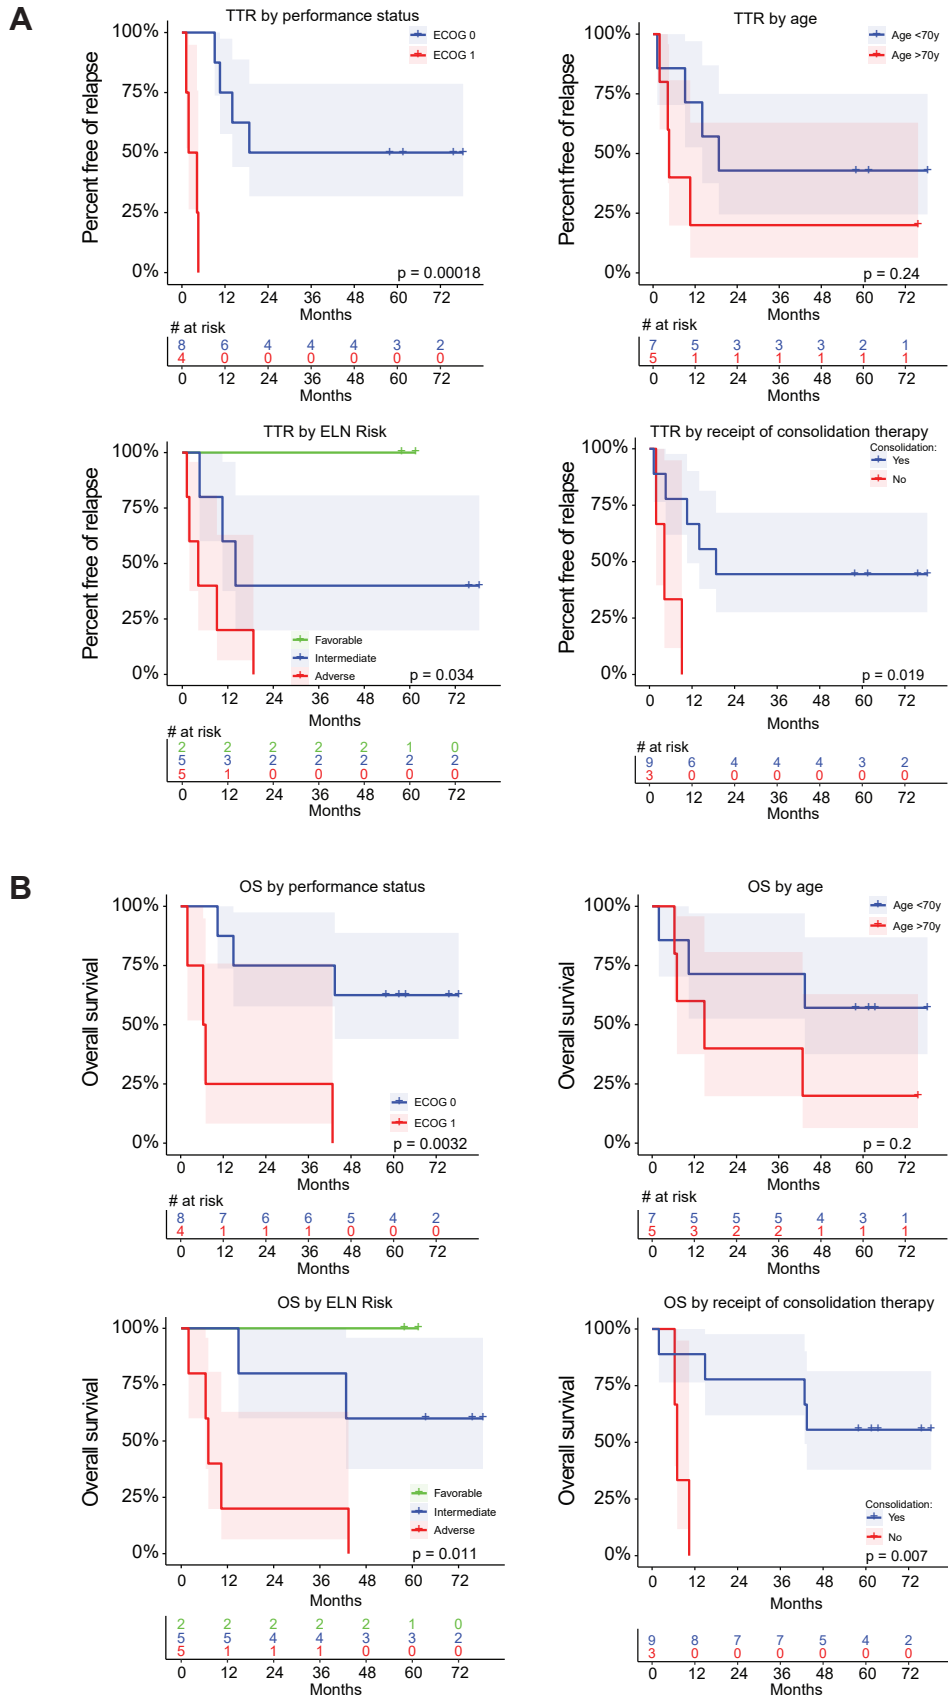 A
TTR by performance status
Percent free of relapse
100%
75%
50%
25%
0%
ECOG 0
ECOG 1
p = 0.00018
0 12 24 36 48 60 72
Months
# at risk
8 6 4 4 4 3 2
4 0 0 0 0 0 0
0 12 24 36 48 60 72
Months
TTR by age
Percent free of relapse
100%
75%
50%
25%
0%
Age <70y
Age >70y
p = 0.24
0 12 24 36 48 60 72
Months
# at risk
7 5 3 3 3 2 1
5 1 1 1 1 1 1
0 12 24 36 48 60 72
Months
TTR by ELN Risk
Percent free of relapse
100%
75%
50%
25%
0%
Favorable
Intermediate
Adverse
p = 0.034
0 12 24 36 48 60 72
Months
# at risk
2 2 2 2 2 1 0
5 3 2 2 2 2 2
5 1 0 0 0 0 0
0 12 24 36 48 60 72
Months
TTR by receipt of consolidation therapy
Percent free of relapse
100%
75%
50%
25%
0%
Consolidation:
Yes
No
p = 0.019
0 12 24 36 48 60 72
Months
# at risk
9 6 4 4 4 3 2
3 0 0 0 0 0 0
0 12 24 36 48 60 72
Months
B
OS by performance status
Overall survival
100%
75%
50%
25%
0%
ECOG 0
ECOG 1
p = 0.0032
0 12 24 36 48 60 72
Months
# at risk
8 7 6 6 5 4 2
4 1 1 1 0 0 0
0 12 24 36 48 60 72
Months
OS by age
Overall survival
100%
75%
50%
25%
0%
Age <70y
Age >70y
p = 0.2
0 12 24 36 48 60 72
Months
# at risk
7 5 5 5 4 3 1
5 3 2 2 1 1 1
0 12 24 36 48 60 72
Months
OS by ELN Risk
Overall survival
100%
75%
50%
25%
0%
Favorable
Intermediate
Adverse
p = 0.011
0 12 24 36 48 60 72
Months
2 2 2 2 2 1 0
5 5 4 4 3 3 2
5 1 1 1 0 0 0
0 12 24 36 48 60 72
Months
OS by receipt of consolidation therapy
Overall survival
100%
75%
50%
25%
0%
Consolidation:
Yes
No
p = 0.007
0 12 24 36 48 60 72
Months
9 8 7 7 5 4 2
3 0 0 0 0 0 0
0 12 24 36 48 60 72
Months